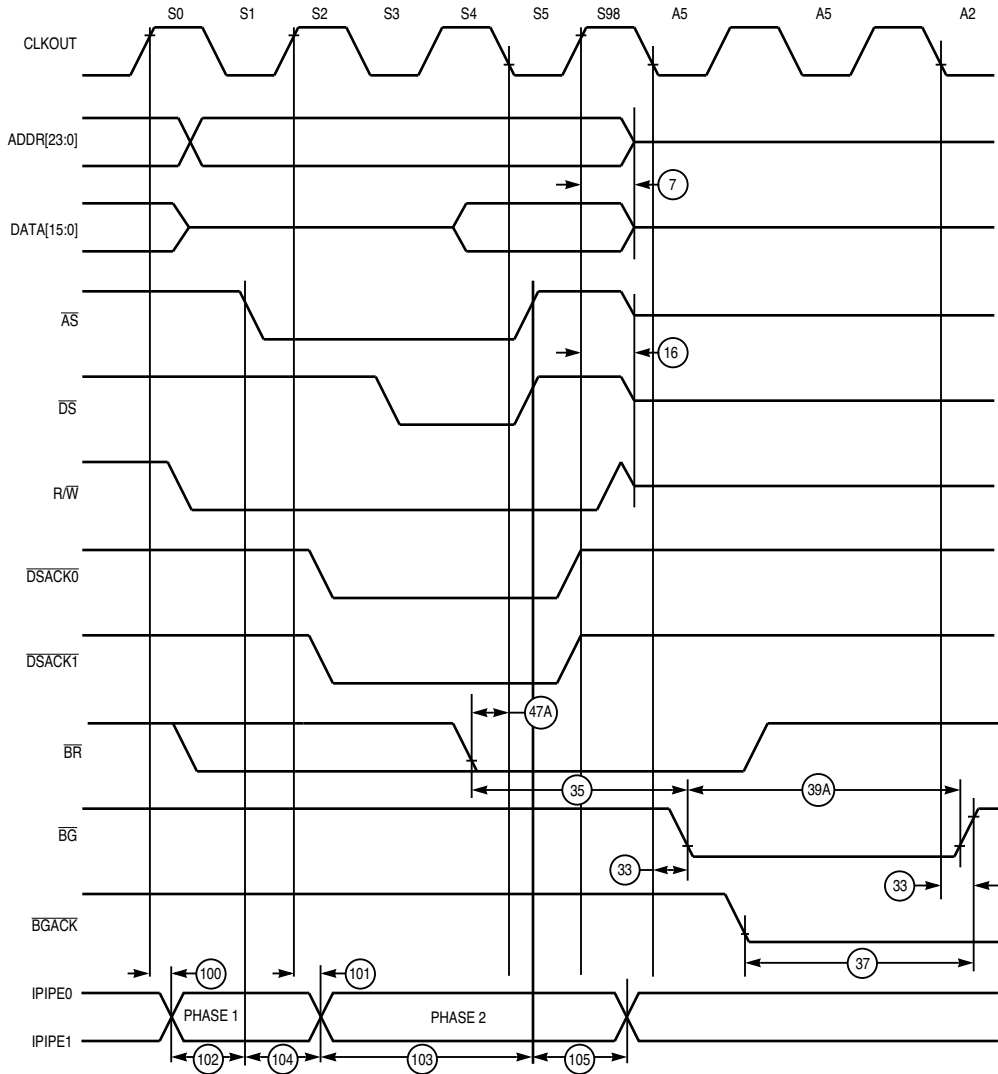 S0 S1 S2 S3 S4 S5 S98 A5 A5 A2
CLKOUT
ADDR[23:0]
7
DATA[15:0]
AS
16
DS
R/W
DSACK0
DSACK1
47A
BR
35 39A
BG
33 33
BGACK
37
100 101
IPIPE0
PHASE 1 PHASE 2
IPIPE1
102 104 103 105